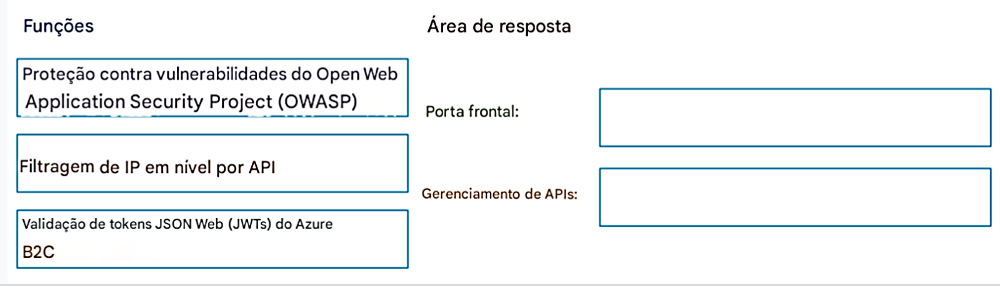 Funções
Área de resposta
Proteção contra vulnerabilidades do Open Web
Application Security Project (OWASP)
Porta frontal:
Filtragem de IP em nível por API
Gerenciamento de APIs:
Validação de tokens JSON Web (JWTs) do Azure
B2C